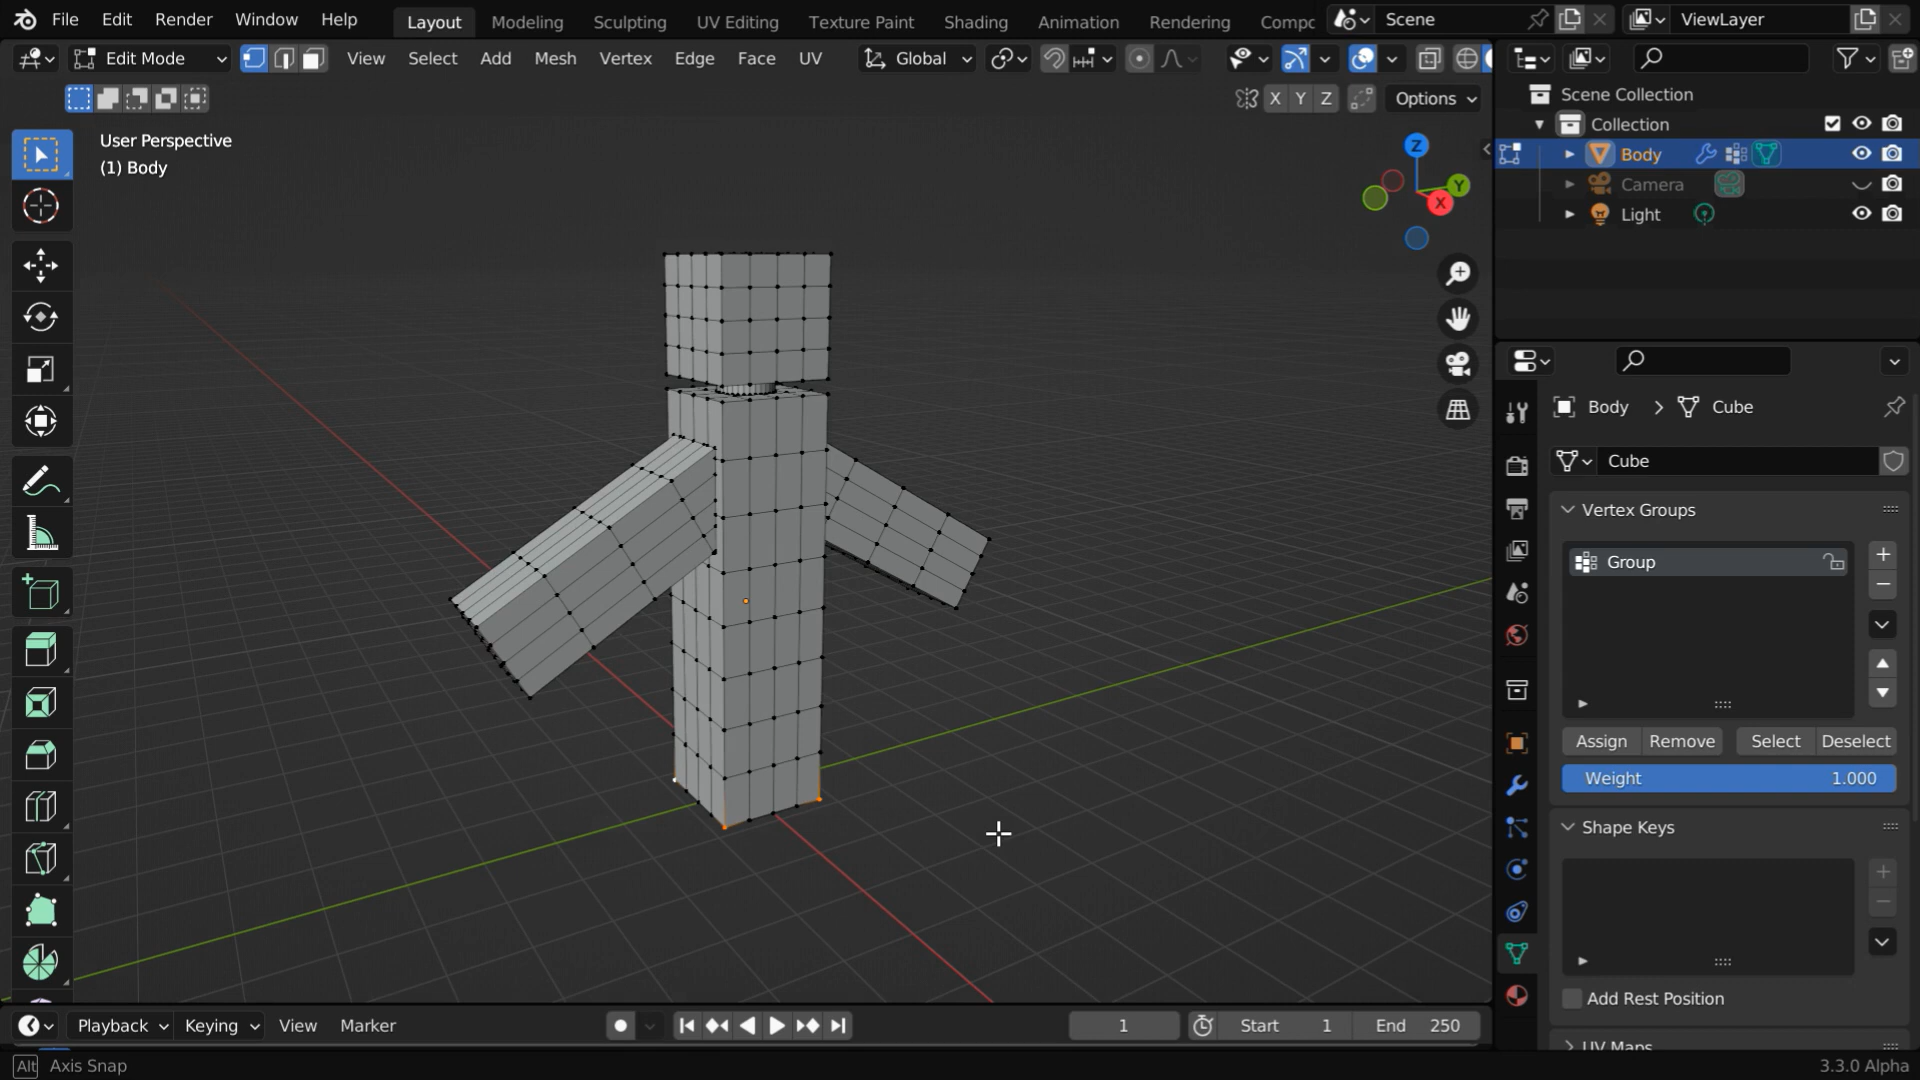 File Edit Render Window Help Layout Modeling Sculpting UV Editing Texture Paint Shading Animation Rendering Compc Scene ViewLayer
Edit Mode View Select Add Mesh Vertex Edge Face UV Global
X Y Z Options
User Perspective
(1) Body
Z
Y
X
Scene Collection
Collection
Body
Camera
Light
Body > Cube
Cube
Vertex Groups
Group
Assign Remove Select Deselect
Weight 1.000
Shape Keys
Add Rest Position
UV Maps
Playback Keying View Marker 1 Start 1 End 250
Alt Axis Snap 3.3.0 Alpha